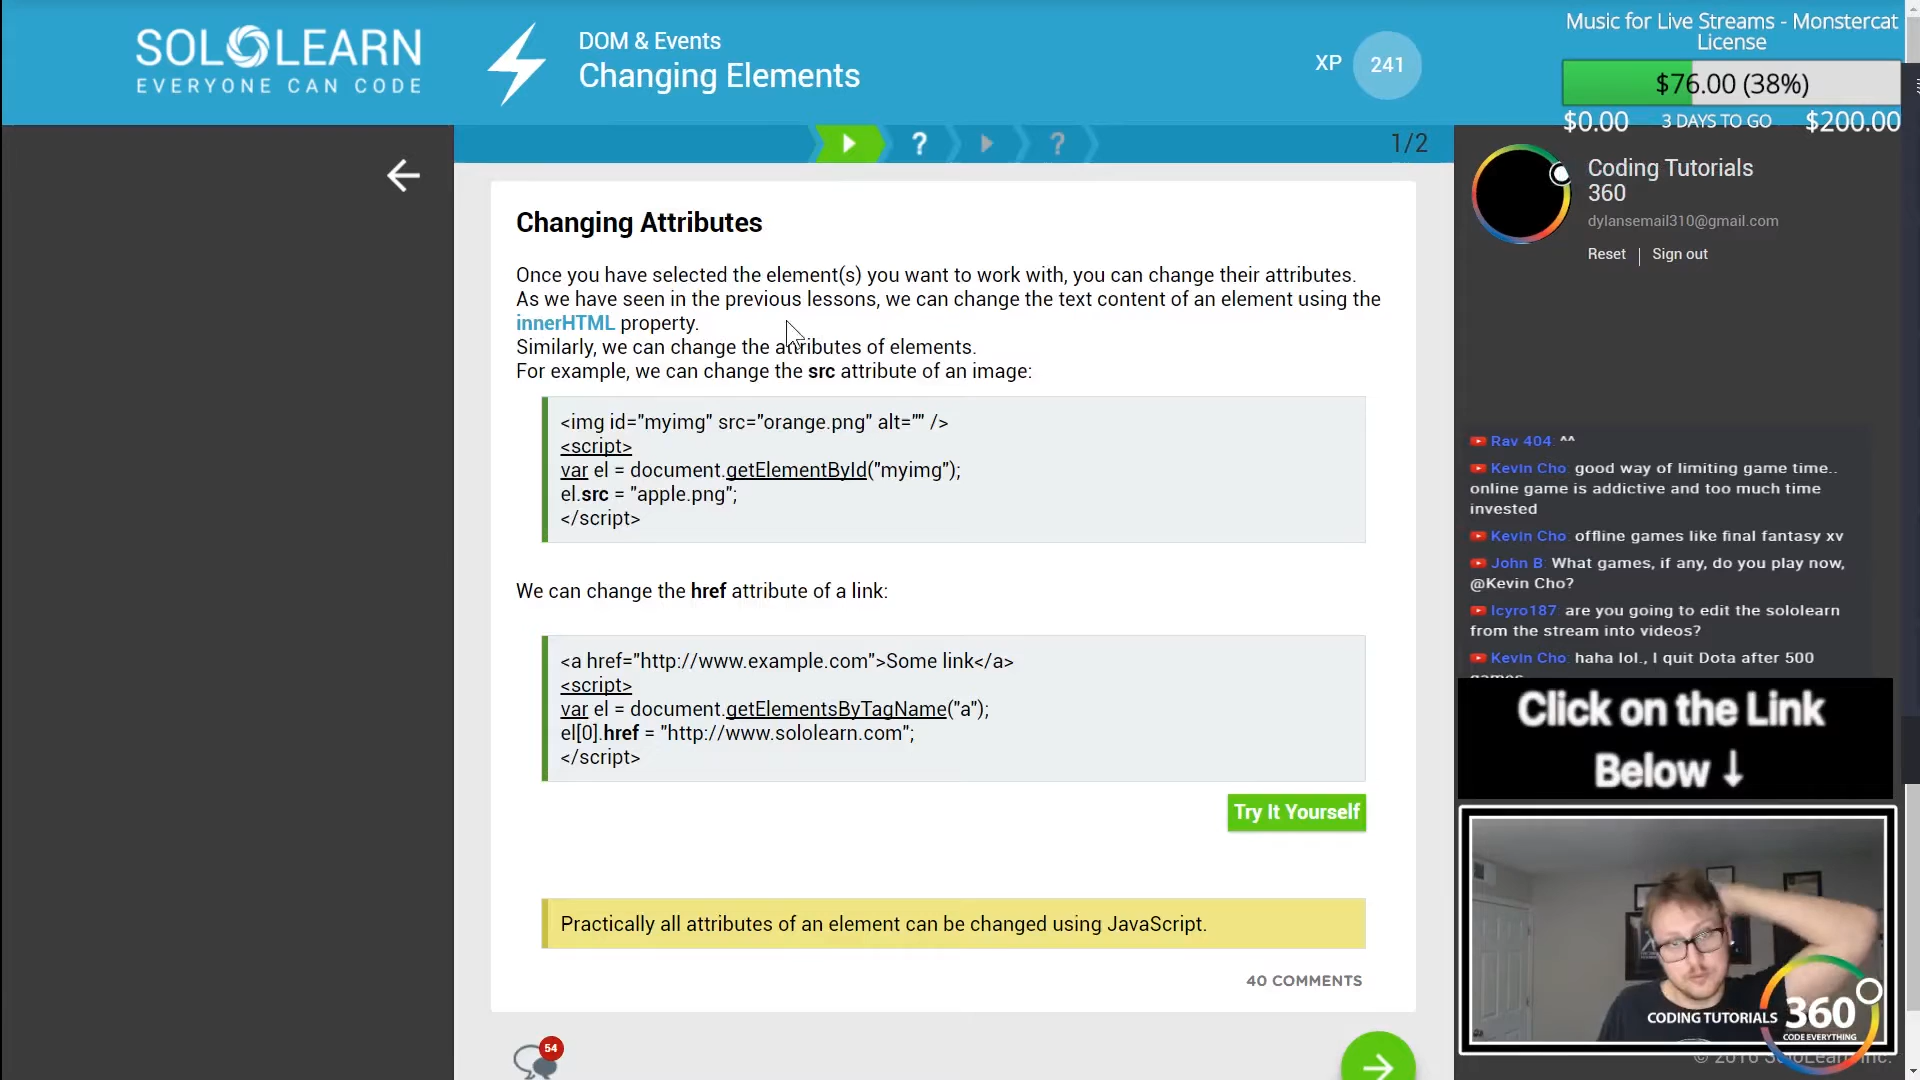 SOLOLEARN
EVERYONE CAN CODE
DOM & Events
Changing Elements
XP 241
Music for Live Streams - Monstercat
License
$76.00 (38%)
$0.00 3 DAYS TO GO $200.00
? ? 1/2
Coding Tutorials
360
dylansemail310@gmail.com
Reset | Sign out
Changing Attributes
Once you have selected the element(s) you want to work with, you can change their attributes.
As we have seen in the previous lessons, we can change the text content of an element using the
innerHTML property.
Similarly, we can change the attributes of elements.
For example, we can change the src attribute of an image:
<img id="myimg" src="orange.png" alt="" />
<script>
var el = document.getElementById("myimg");
el.src = "apple.png";
</script>
We can change the href attribute of a link:
<a href="http://www.example.com">Some link</a>
<script>
var el = document.getElementsByTagName("a");
el[0].href = "http://www.sololearn.com";
</script>
Try It Yourself
Practically all attributes of an element can be changed using JavaScript.
40 COMMENTS
54
Rav 404: ^^
Kevin Cho: good way of limiting game time..
online game is addictive and too much time
invested
Kevin Cho: offline games like final fantasy xv
John B: What games, if any, do you play now,
@Kevin Cho?
Icyro187: are you going to edit the sololearn
from the stream into videos?
Kevin Cho: haha lol., I quit Dota after 500
games
Click on the Link
Below ↓
CODING TUTORIALS 360
CODE EVERYTHING
© 2016 SoloLearn Inc.